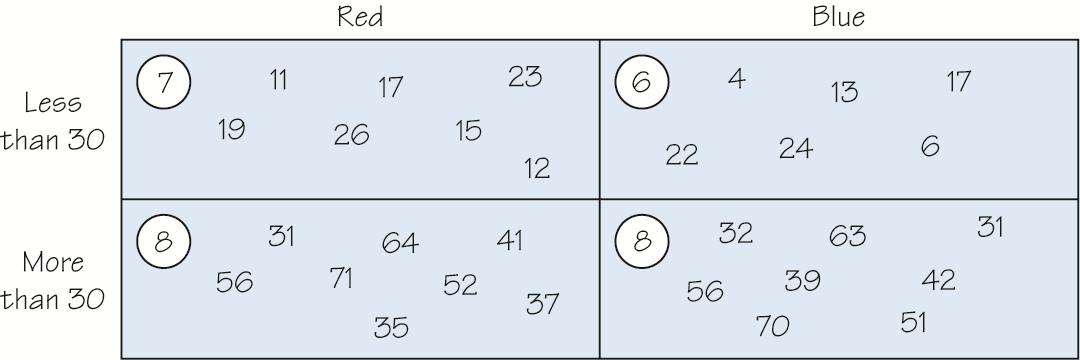 Red Blue
Less than 30
7 11 17 23
19 26 15
12
6 4 13 17
22 24 6
More than 30
8 31 64 41
56 71 52 37
35
8 32 63 31
56 39 42
70 51